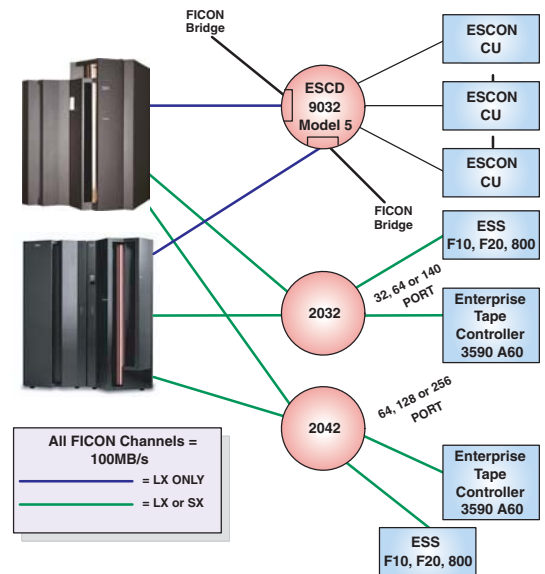 FICON
Bridge
ESCD
9032
Model 5
ESCON
CU
ESCON
CU
ESCON
CU
FICON
Bridge
ESS
F10, F20, 800
32, 64 or 140
PORT
2032
Enterprise
Tape
Controller
3590 A60
64, 128 or 256
PORT
2042
All FICON Channels =
100MB/s
= LX ONLY
= LX or SX
Enterprise
Tape
Controller
3590 A60
ESS
F10, F20, 800